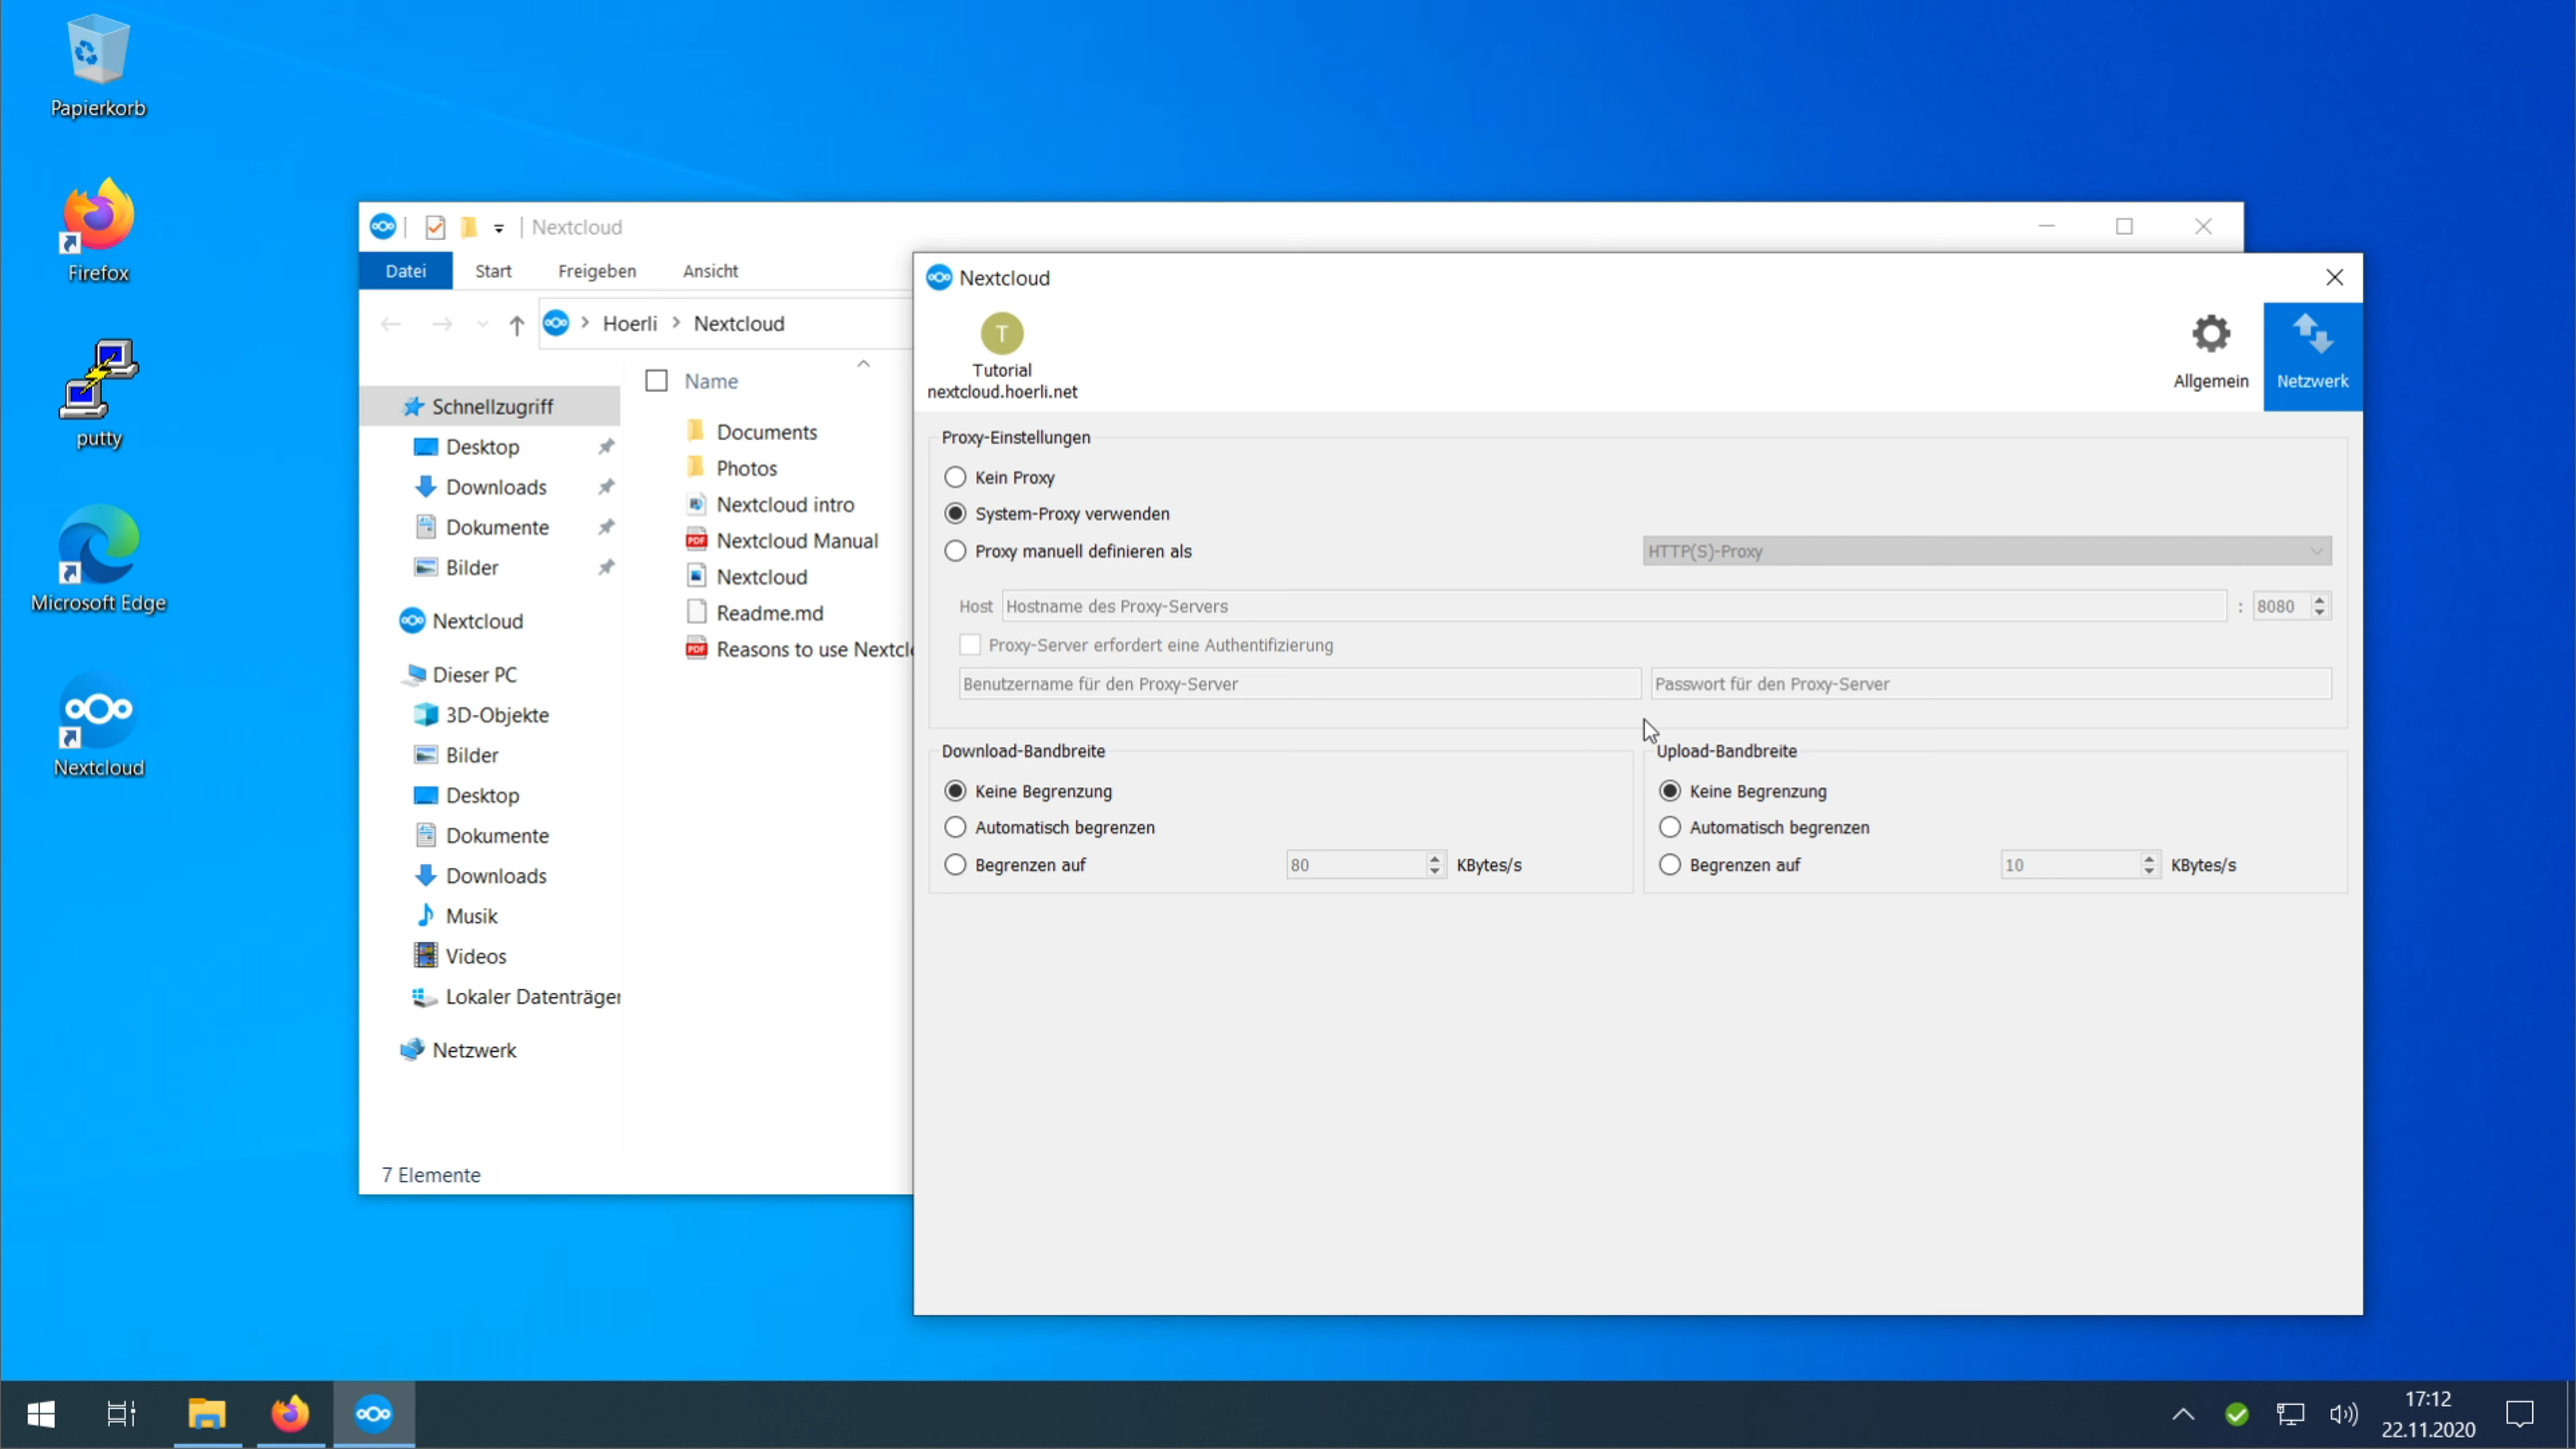 Papierkorb
Firefox
putty
Microsoft Edge
Nextcloud
Nextcloud
Datei Start Freigeben Ansicht
Hoerli Nextcloud
Name
Schnellzugriff
Desktop
Downloads
Dokumente
Bilder
Nextcloud
Dieser PC
3D-Objekte
Bilder
Desktop
Dokumente
Downloads
Musik
Videos
Lokaler Datenträger
Netzwerk
Documents
Photos
Nextcloud intro
PDF Nextcloud Manual
Nextcloud
Readme.md
PDF Reasons to use Nextclo
7 Elemente
Nextcloud
T
Tutorial
nextcloud.hoerli.net
Allgemein
Netzwerk
Proxy-Einstellungen
Kein Proxy
System-Proxy verwenden
Proxy manuell definieren als HTTP(S)-Proxy
Host Hostname des Proxy-Servers : 8080
Proxy-Server erfordert eine Authentifizierung
Benutzername für den Proxy-Server Passwort für den Proxy-Server
Download-Bandbreite
Keine Begrenzung
Automatisch begrenzen
Begrenzen auf 80 KBytes/s
Upload-Bandbreite
Keine Begrenzung
Automatisch begrenzen
Begrenzen auf 10 KBytes/s
17:12
22.11.2020